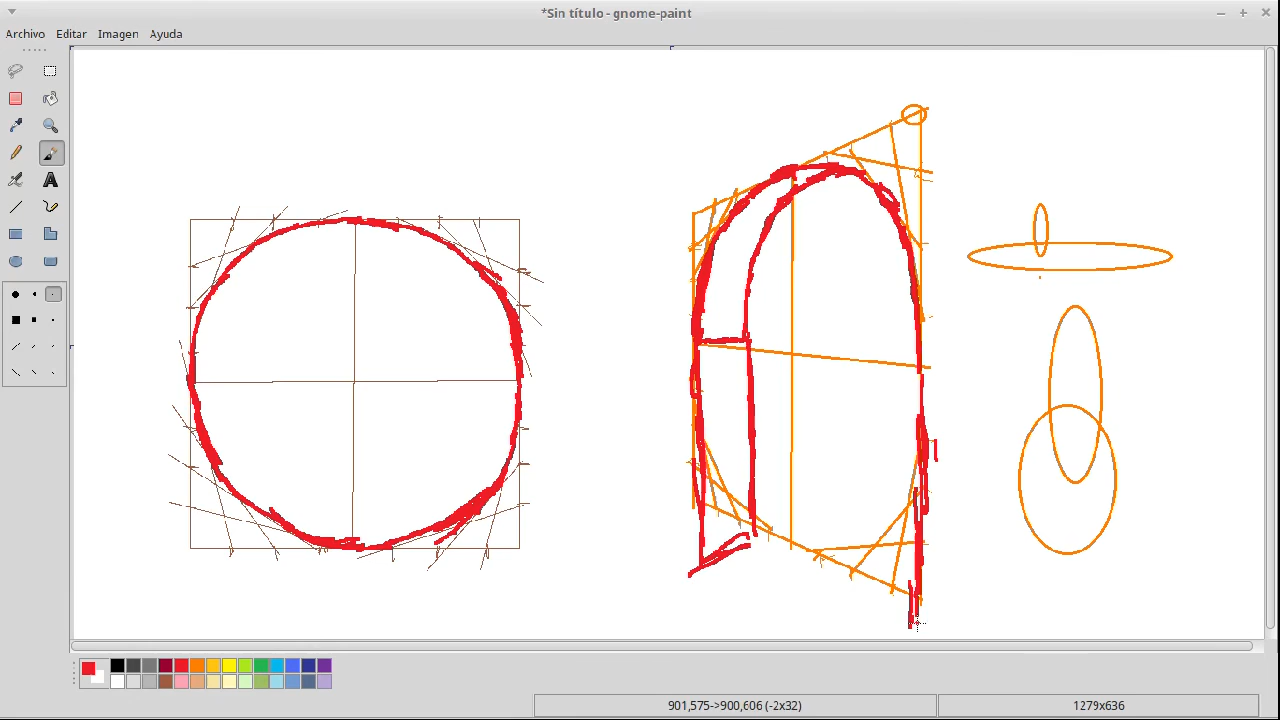 *Sin título - gnome-paint
Archivo Editar Imagen Ayuda
A
901,575->900,606 (-2x32)
1279x636